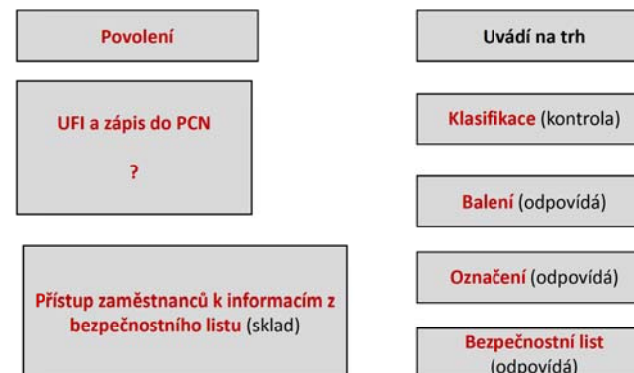 Povolení
UFI a zápis do PCN
?
Přístup zaměstnanců k informacím z
bezpečnostního listu (sklad)
Uvádí na trh
Klasifikace (kontrola)
Balení (odpovídá)
Označení (odpovídá)
Bezpečnostní list
(odpovídá)